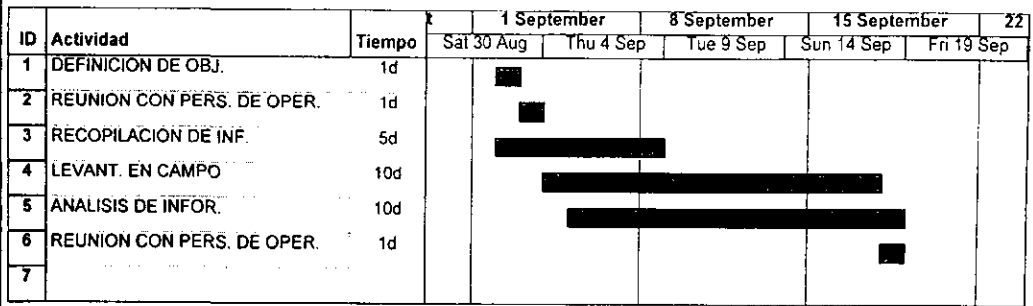 t 1 September 8 September 15 September 22
ID Actividad Tiempo Sat 30 Aug Thu 4 Sep Tue 9 Sep Sun 14 Sep Fri 19 Sep
1 DEFINICION DE OBJ. 1d
2 REUNION CON PERS. DE OPER. 1d
3 RECOPILACION DE INF. 5d
4 LEVANT. EN CAMPO 10d
5 ANALISIS DE INFOR. 10d
6 REUNION CON PERS. DE OPER. 1d
7